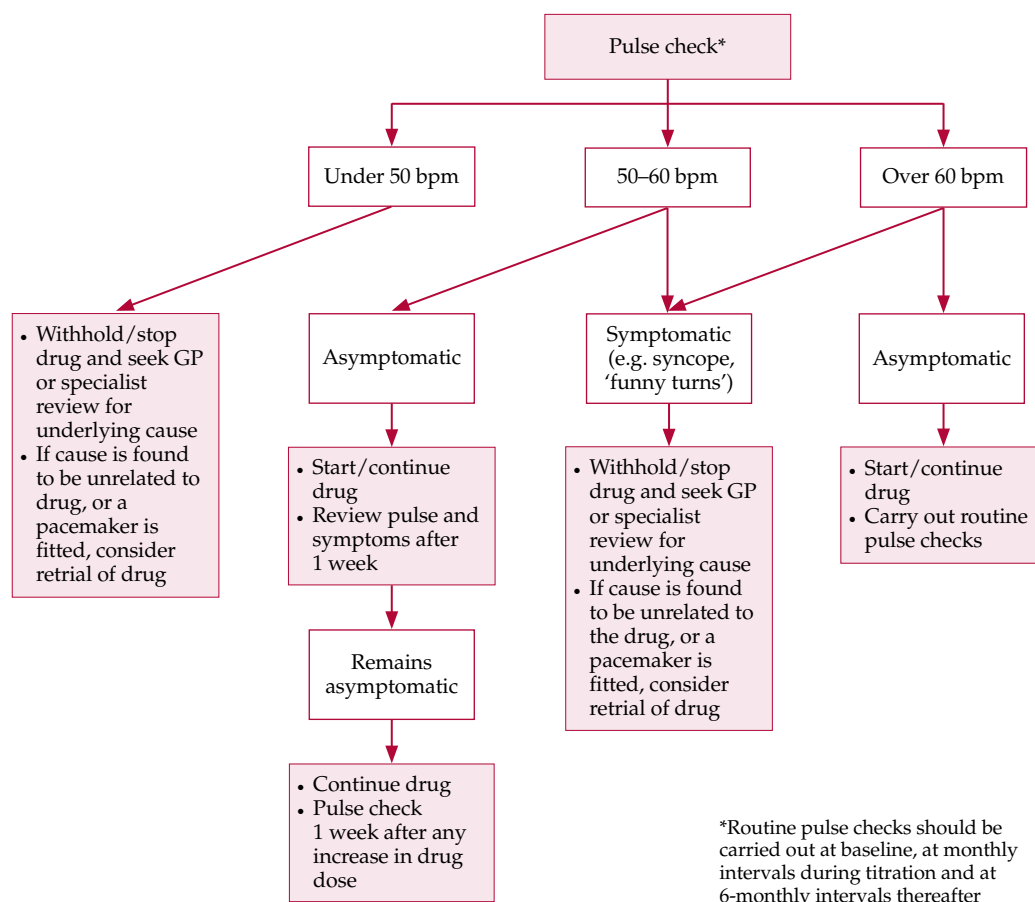 Pulse check*
Under 50 bpm
50–60 bpm
Over 60 bpm
• Withhold/stop
drug and seek GP
or specialist
review for
underlying cause
• If cause is found
to be unrelated to
drug, or a
pacemaker is
fitted, consider
retrial of drug
Asymptomatic
Symptomatic
(e.g. syncope,
‘funny turns’)
Asymptomatic
• Start/continue
drug
• Review pulse and
symptoms after
1 week
• Withhold/stop
drug and seek GP
or specialist
review for
underlying cause
• If cause is found
to be unrelated to
the drug, or a
pacemaker is
fitted, consider
retrial of drug
• Start/continue
drug
• Carry out routine
pulse checks
Remains
asymptomatic
• Continue drug
• Pulse check
1 week after any
increase in drug
dose
*Routine pulse checks should be
carried out at baseline, at monthly
intervals during titration and at
6-monthly intervals thereafter